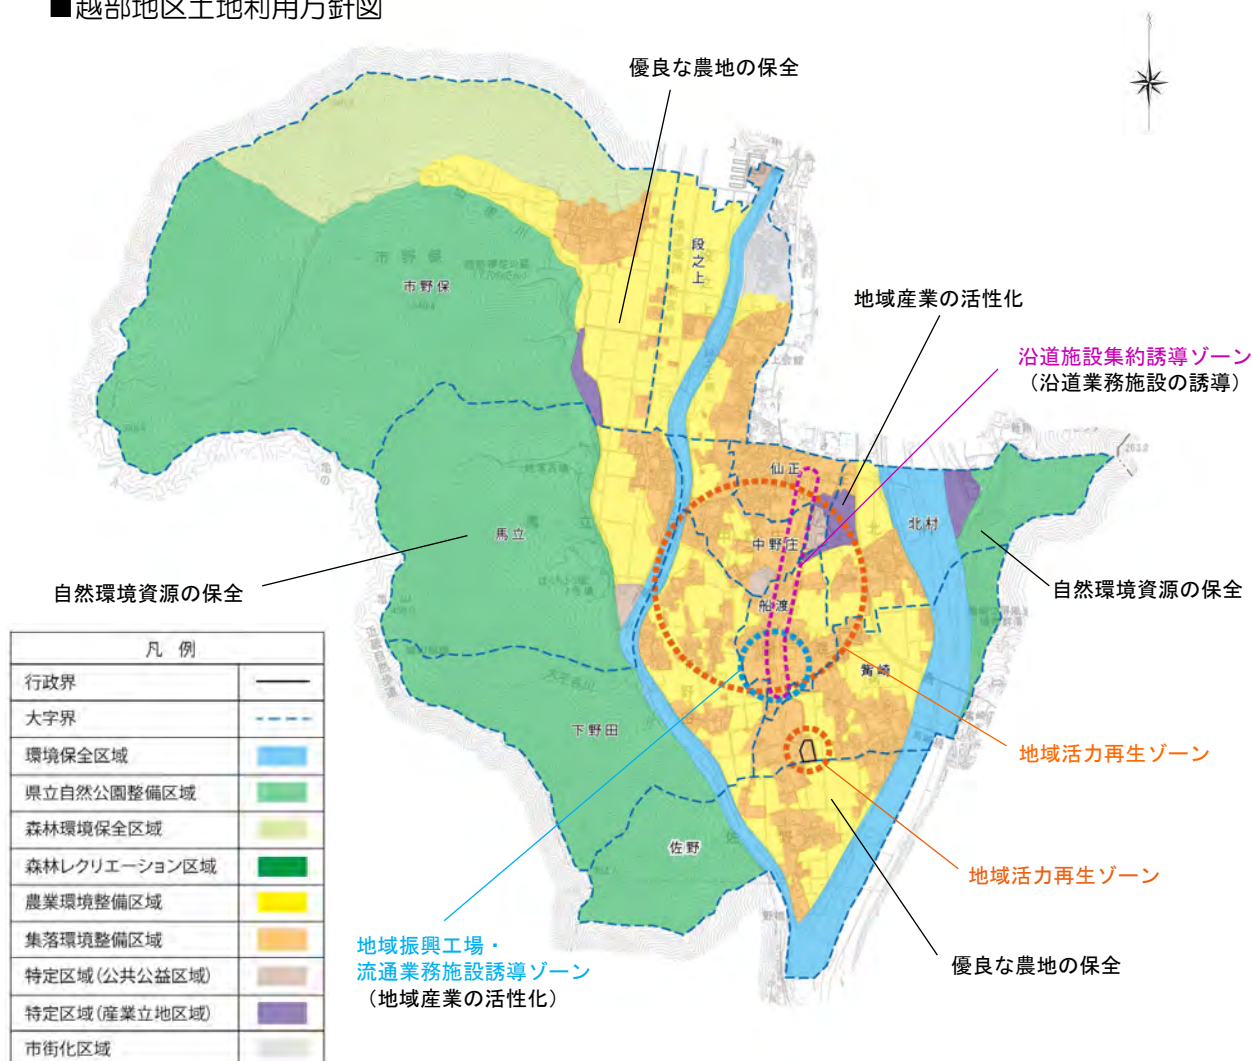 ■越部地区土地利用方針図
優良な農地の保全
段之上
市野保
地域産業の活性化
沿道施設集約誘導ゾーン
（沿道業務施設の誘導）
仙正
北村
中野庄
馬立
自然環境資源の保全
自然環境資源の保全
船渡
觜崎
下野田
地域活力再生ゾーン
佐野
地域活力再生ゾーン
地域振興工場・
流通業務施設誘導ゾーン
（地域産業の活性化）
優良な農地の保全
凡 例
行政界
大字界
環境保全区域
県立自然公園整備区域
森林環境保全区域
森林レクリエーション区域
農業環境整備区域
集落環境整備区域
特定区域(公共公益区域)
特定区域(産業立地区域)
市街化区域